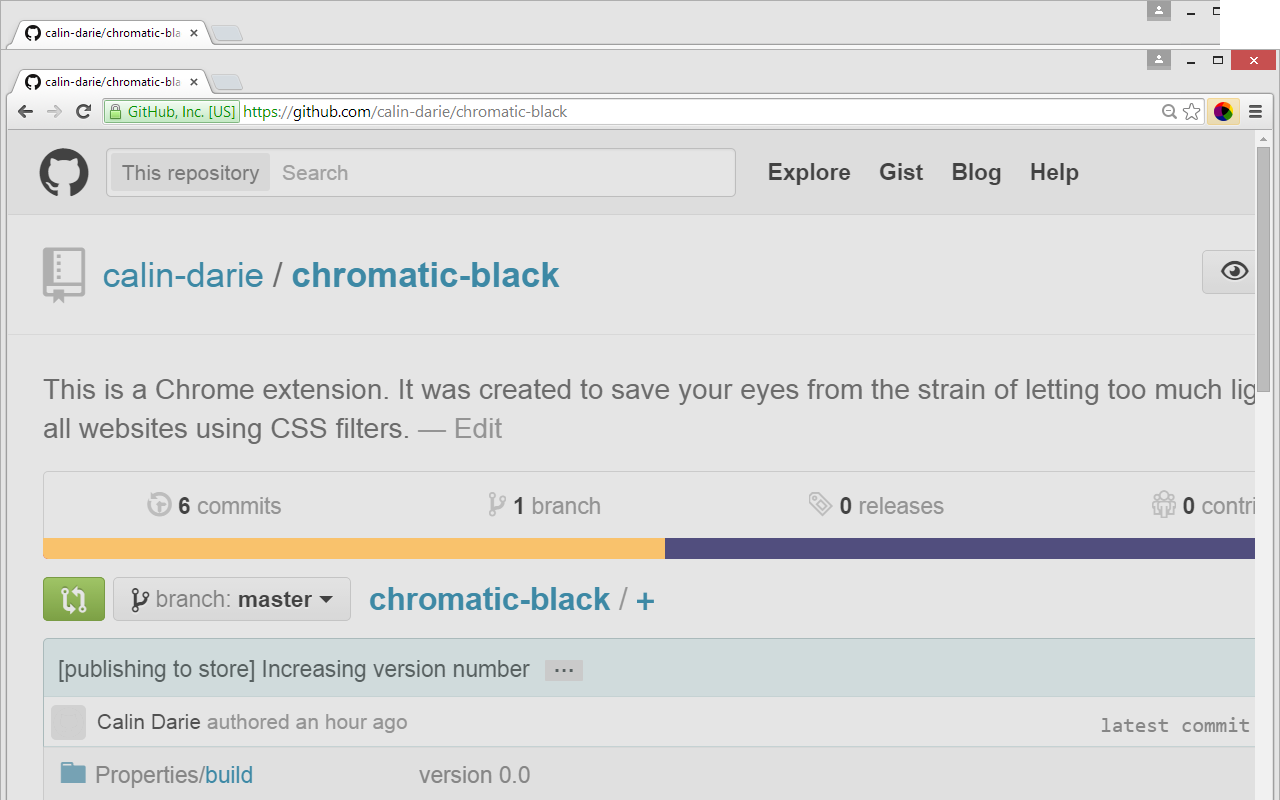 calin-darie/chromatic-bla
calin-darie/chromatic-bla
GitHub, Inc. [US] https://github.com/calin-darie/chromatic-black
This repository Search Explore Gist Blog Help
calin-darie / chromatic-black
This is a Chrome extension. It was created to save your eyes from the strain of letting too much lig
all websites using CSS filters. — Edit
6 commits 1 branch 0 releases 0 contri
branch: master chromatic-black / +
[publishing to store] Increasing version number ...
Calin Darie authored an hour ago latest commit
Properties/build version 0.0